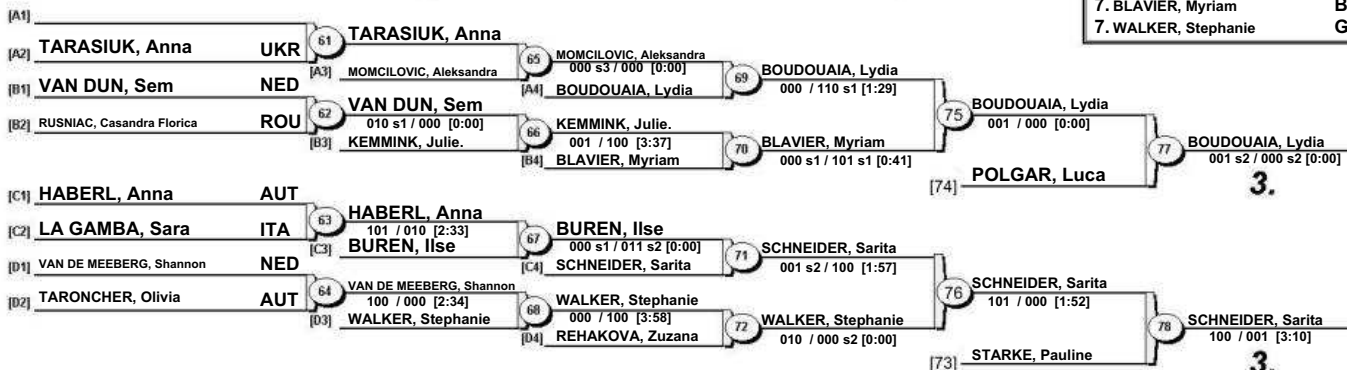 7. BLAVIER, Myriam B
7. WALKER, Stephanie G
[A1]
[A2] TARASIUK, Anna UKR
61
TARASIUK, Anna
[A3] MOMCILOVIC, Aleksandra
[B1] VAN DUN, Sem NED
[B2] RUSNIAC, Casandra Florica ROU
62
VAN DUN, Sem
010 s1 / 000 [0:00]
[B3] KEMMINK, Julie.
65
MOMCILOVIC, Aleksandra
000 s3 / 000 [0:00]
[A4] BOUDOUAIA, Lydia
66
KEMMINK, Julie.
001 / 100 [3:37]
[B4] BLAVIER, Myriam
69
BOUDOUAIA, Lydia
000 / 110 s1 [1:29]
70
BLAVIER, Myriam
000 s1 / 101 s1 [0:41]
75
BOUDOUAIA, Lydia
001 / 000 [0:00]
[74] POLGAR, Luca
77
BOUDOUAIA, Lydia
001 s2 / 000 s2 [0:00]
3.
[C1] HABERL, Anna AUT
[C2] LA GAMBA, Sara ITA
63
HABERL, Anna
101 / 010 [2:33]
[C3] BUREN, Ilse
[D1] VAN DE MEEBERG, Shannon NED
[D2] TARONCHER, Olivia AUT
64
VAN DE MEEBERG, Shannon
100 / 000 [2:34]
[D3] WALKER, Stephanie
67
BUREN, Ilse
000 s1 / 011 s2 [0:00]
[C4] SCHNEIDER, Sarita
68
WALKER, Stephanie
000 / 100 [3:58]
[D4] REHAKOVA, Zuzana
71
SCHNEIDER, Sarita
001 s2 / 100 [1:57]
72
WALKER, Stephanie
010 / 000 s2 [0:00]
76
SCHNEIDER, Sarita
101 / 000 [1:52]
[73] STARKE, Pauline
78
SCHNEIDER, Sarita
100 / 001 [3:10]
3.